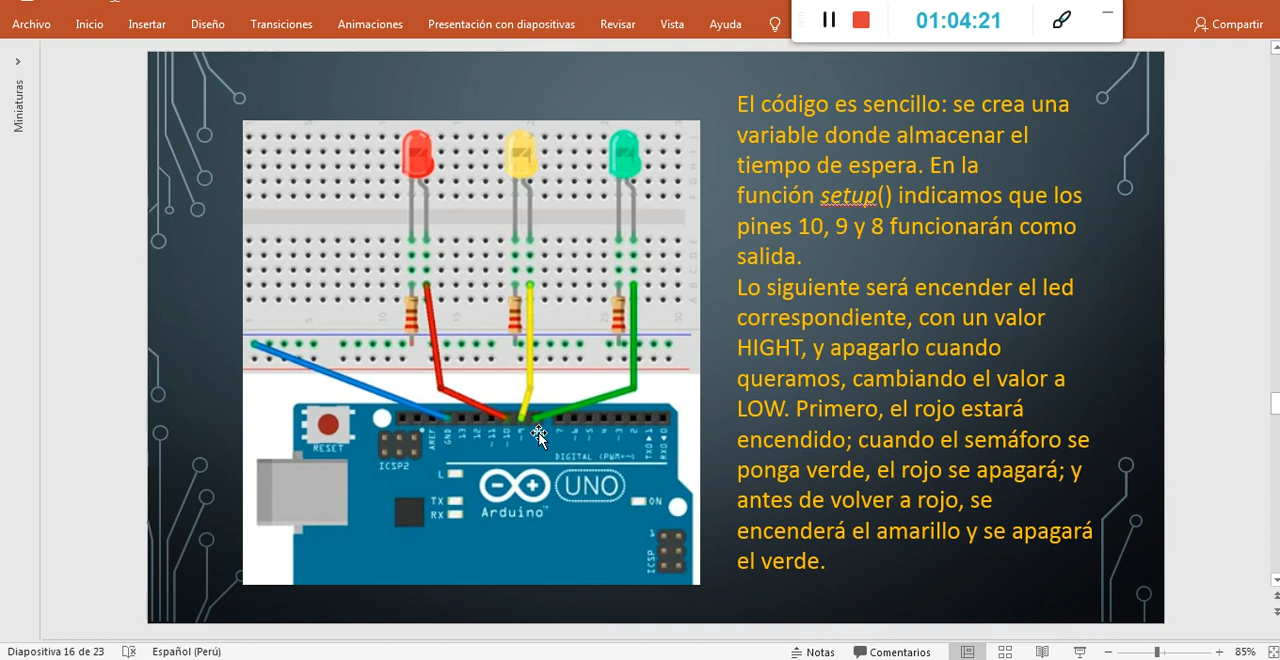 Archivo Inicio Insertar Diseño Transiciones Animaciones Presentación con diapositivas Revisar Vista Ayuda
01:04:21
Compartir
Miniaturas
El código es sencillo: se crea una
variable donde almacenar el
tiempo de espera. En la
función setup() indicamos que los
pines 10, 9 y 8 funcionarán como
salida.
Lo siguiente será encender el led
correspondiente, con un valor
HIGHT, y apagarlo cuando
queramos, cambiando el valor a
LOW. Primero, el rojo estará
encendido; cuando el semáforo se
ponga verde, el rojo se apagará; y
antes de volver a rojo, se
encenderá el amarillo y se apagará
el verde.
RESET
ICSP2
AREF
GND
13
12
~11
~10
~9
7
~6
~5
4
~3
2
TX0 ▶ 1
RX0 ◀ 0
DIGITAL (PWM=~)
L
TX
RX
UNO
Arduino™
ON
ICSP
1
Diapositiva 16 de 23 Español (Perú) Notas Comentarios 85%